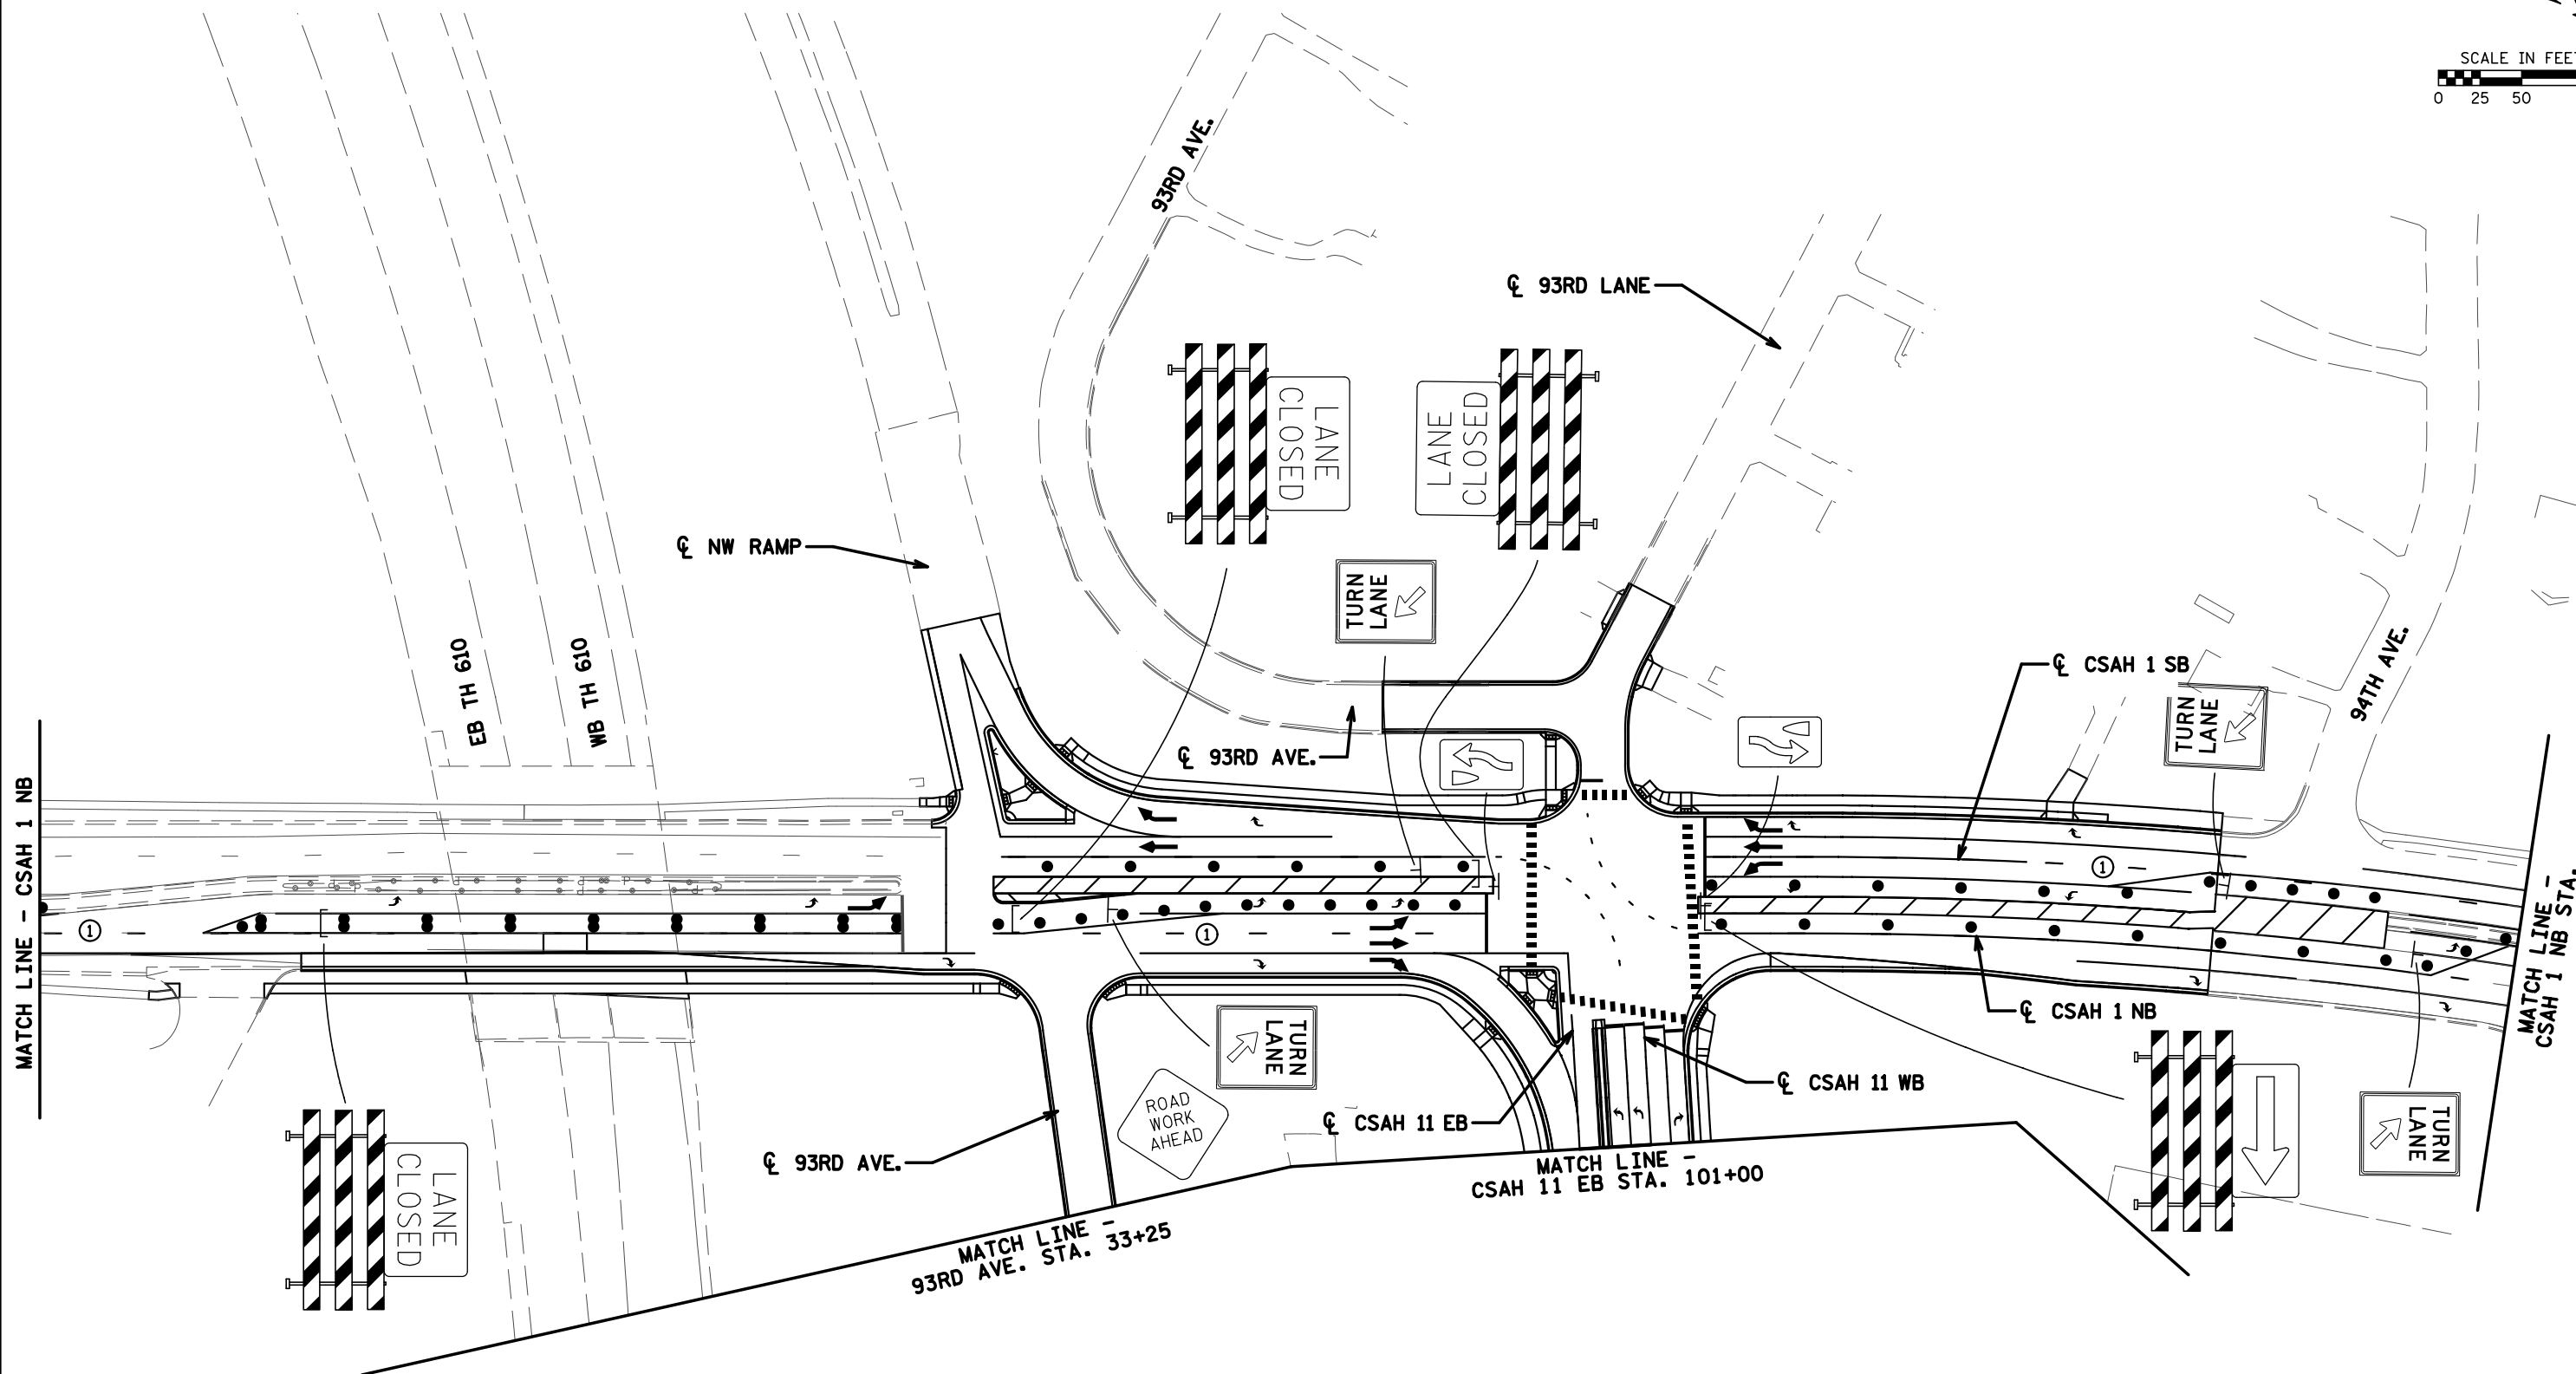 SCALE IN FEET
0 25 50
93RD AVE.
℄ 93RD LANE
LANE
CLOSED
LANE
CLOSED
℄ NW RAMP
TURN
LANE
EB TH 610
WB TH 610
℄ CSAH 1 SB
TURN
LANE
94TH AVE.
℄ 93RD AVE.
MATCH LINE - CSAH 1 NB
1
1
1
MATCH LINE -
CSAH 1 NB STA.
℄ CSAH 1 NB
TURN
LANE
ROAD
WORK
AHEAD
℄ CSAH 11 WB
℄ CSAH 11 EB
TURN
LANE
℄ 93RD AVE.
LANE
CLOSED
MATCH LINE -
CSAH 11 EB STA. 101+00
MATCH LINE -
93RD AVE. STA. 33+25